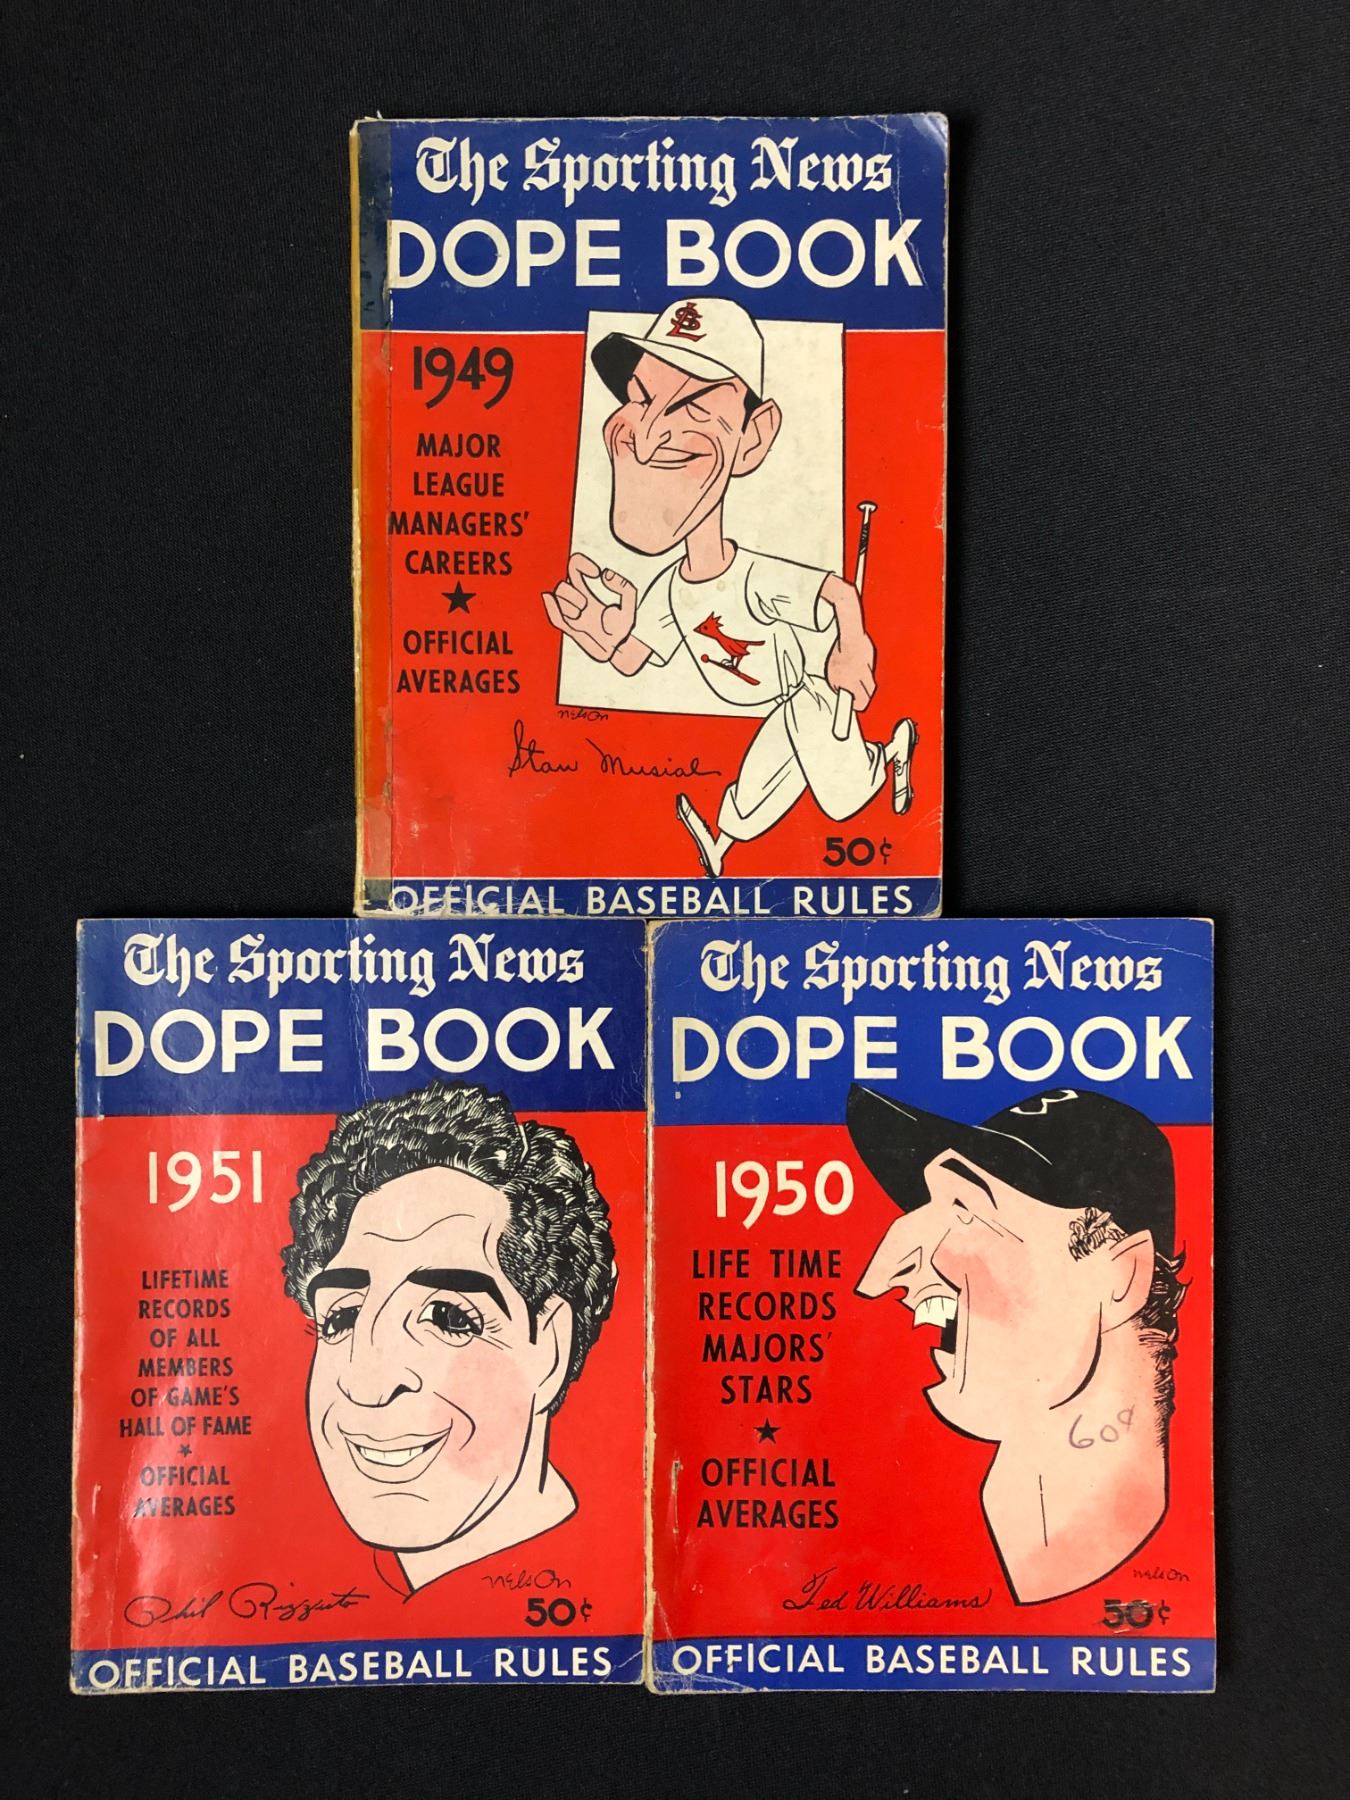 The Sporting News
DOPE BOOK
StL
1949
MAJOR
LEAGUE
MANAGERS'
CAREERS
★
OFFICIAL
AVERAGES
NELSON
Stan Musial
50¢
OFFICIAL BASEBALL RULES
The Sporting News
DOPE BOOK
1951
LIFETIME
RECORDS
OF ALL
MEMBERS
OF GAME'S
HALL OF FAME
★
OFFICIAL
AVERAGES
NELSON
Phil Rizzuto
50¢
OFFICIAL BASEBALL RULES
The Sporting News
DOPE BOOK
B
1950
LIFE TIME
RECORDS
MAJORS'
STARS
★
OFFICIAL
AVERAGES
60¢
NELSON
Ted Williams
50¢
OFFICIAL BASEBALL RULES